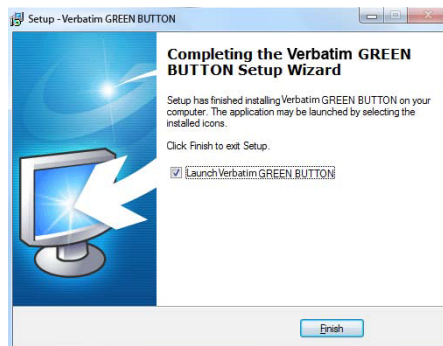 Setup - Verbatim GREEN BUTTON
Completing the Verbatim GREEN
BUTTON Setup Wizard
Setup has finished installing Verbatim GREEN BUTTON on your
computer. The application may be launched by selecting the
installed icons.
Click Finish to exit Setup.
Launch Verbatim GREEN BUTTON
Finish